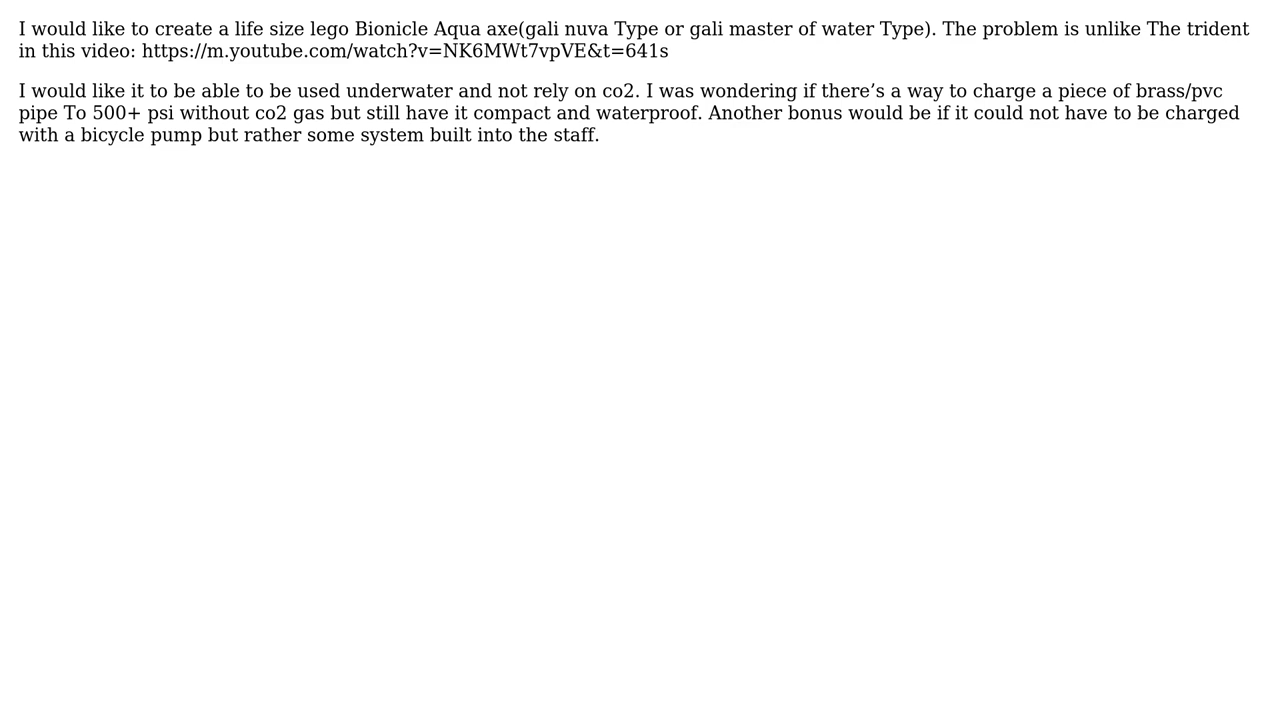 I would like to create a life size lego Bionicle Aqua axe(gali nuva Type or gali master of water Type). The problem is unlike The trident
in this video: https://m.youtube.com/watch?v=NK6MWt7vpVE&t=641s
I would like it to be able to be used underwater and not rely on co2. I was wondering if there’s a way to charge a piece of brass/pvc
pipe To 500+ psi without co2 gas but still have it compact and waterproof. Another bonus would be if it could not have to be charged
with a bicycle pump but rather some system built into the staff.